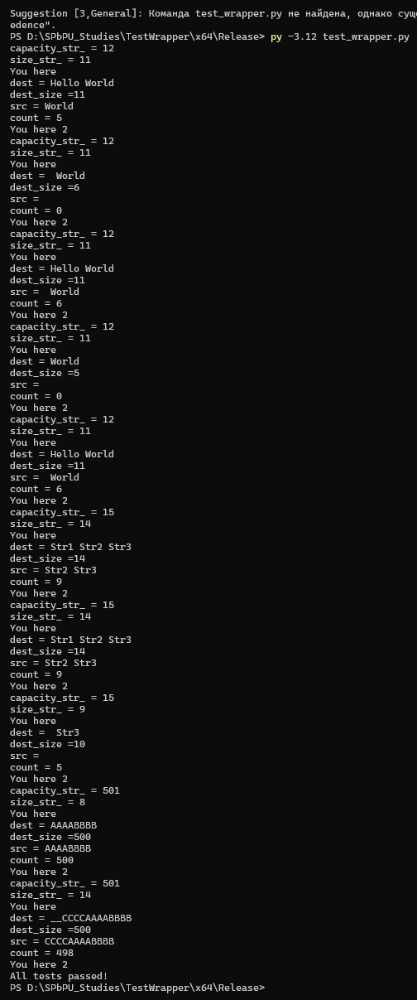 Suggestion [3,General]: Команда test_wrapper.py не найдена, однако
edence".
PS D:\SPbPU_Studies\TestWrapper\x64\Release> py -3.12 test_wrapper.py
capacity_str_ = 12
size_str_ = 11
You here
dest = Hello World
dest_size =11
src = World
count = 5
You here 2
capacity_str_ = 12
size_str_ = 11
You here
dest =  World
dest_size =6
src =
count = 0
You here 2
capacity_str_ = 12
size_str_ = 11
You here
dest = Hello World
dest_size =11
src =  World
count = 6
You here 2
capacity_str_ = 12
size_str_ = 11
You here
dest = World
dest_size =5
src =
count = 0
You here 2
capacity_str_ = 12
size_str_ = 11
You here
dest = Hello World
dest_size =11
src =  World
count = 6
You here 2
capacity_str_ = 15
size_str_ = 14
You here
dest = Str1 Str2 Str3
dest_size =14
src = Str2 Str3
count = 9
You here 2
capacity_str_ = 15
size_str_ = 14
You here
dest = Str1 Str2 Str3
dest_size =14
src = Str2 Str3
count = 9
You here 2
capacity_str_ = 15
size_str_ = 9
You here
dest =  Str3
dest_size =10
src =
count = 5
You here 2
capacity_str_ = 501
size_str_ = 8
You here
dest = AAAABBBB
dest_size =500
src = AAAABBBB
count = 500
You here 2
capacity_str_ = 501
size_str_ = 14
You here
dest = __CCCCAAAABBBB
dest_size =500
src = CCCCAAAABBBB
count = 498
You here 2
All tests passed!
PS D:\SPbPU_Studies\TestWrapper\x64\Release>